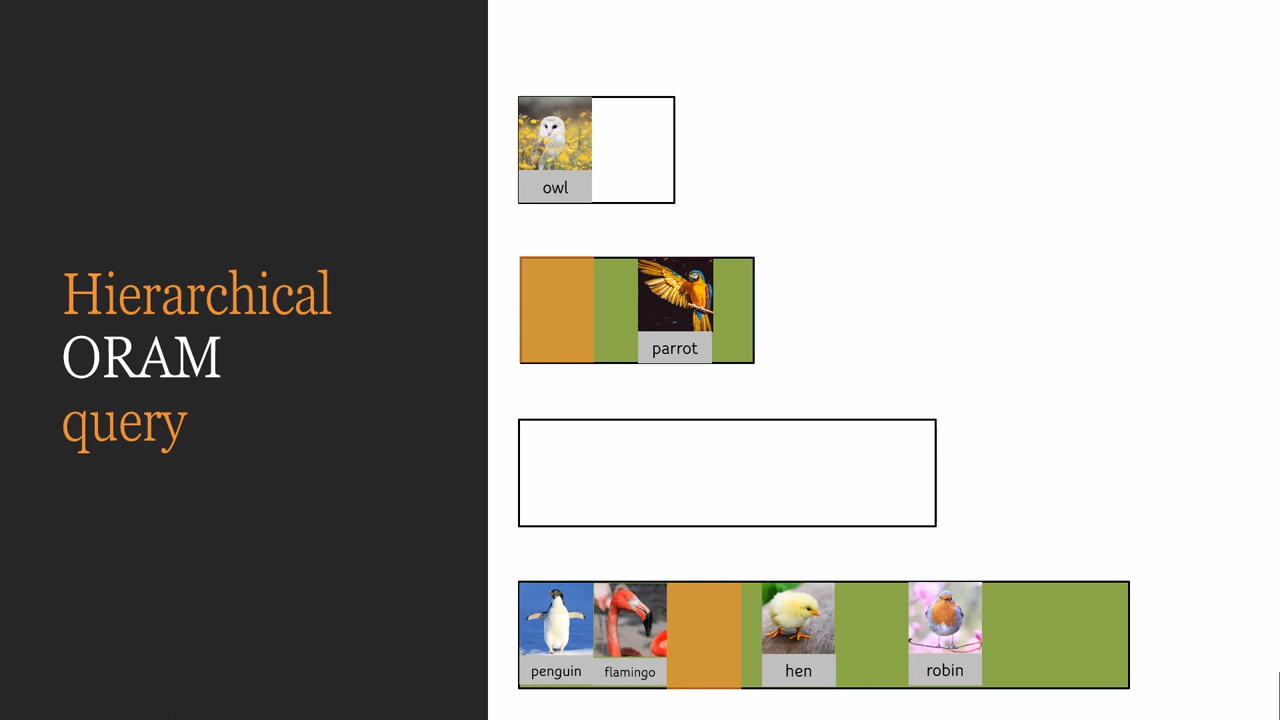 Hierarchical
ORAM
query
owl
parrot
penguin flamingo hen robin